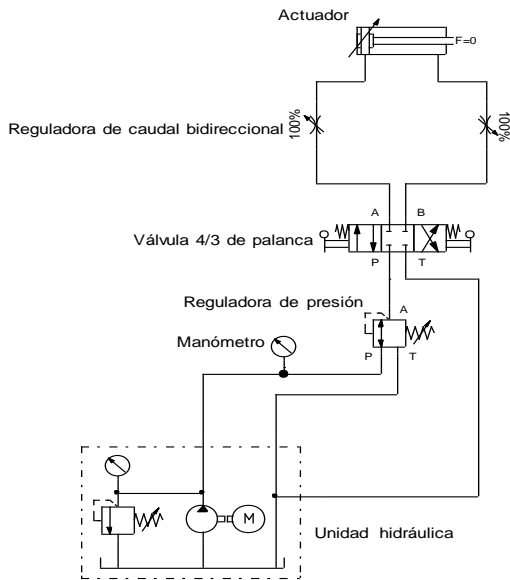 Actuador
F=0
Reguladora de caudal bidireccional
100%
100%
A B
Válvula 4/3 de palanca
P T
Reguladora de presión
A
Manómetro
P T
M
Unidad hidráulica